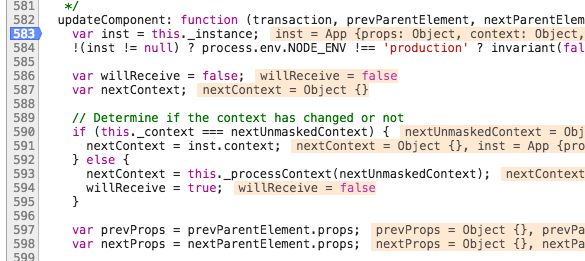 581 */
582 updateComponent: function (transaction, prevParentElement, nextParentElem
583 var inst = this._instance; inst = App {props: Object, context: Object,
584 !(inst != null) ? process.env.NODE_ENV !== 'production' ? invariant(fal
585
586 var willReceive = false; willReceive = false
587 var nextContext; nextContext = Object {}
588
589 // Determine if the context has changed or not
590 if (this._context === nextUnmaskedContext) { nextUnmaskedContext = Obj
591 nextContext = inst.context; nextContext = Object {}, inst = App {pro
592 } else {
593 nextContext = this._processContext(nextUnmaskedContext); nextContext
594 willReceive = true; willReceive = false
595 }
596
597 var prevProps = prevParentElement.props; prevProps = Object {}, prevPa
598 var nextProps = nextParentElement.props; nextProps = Object {}, nextPa
599